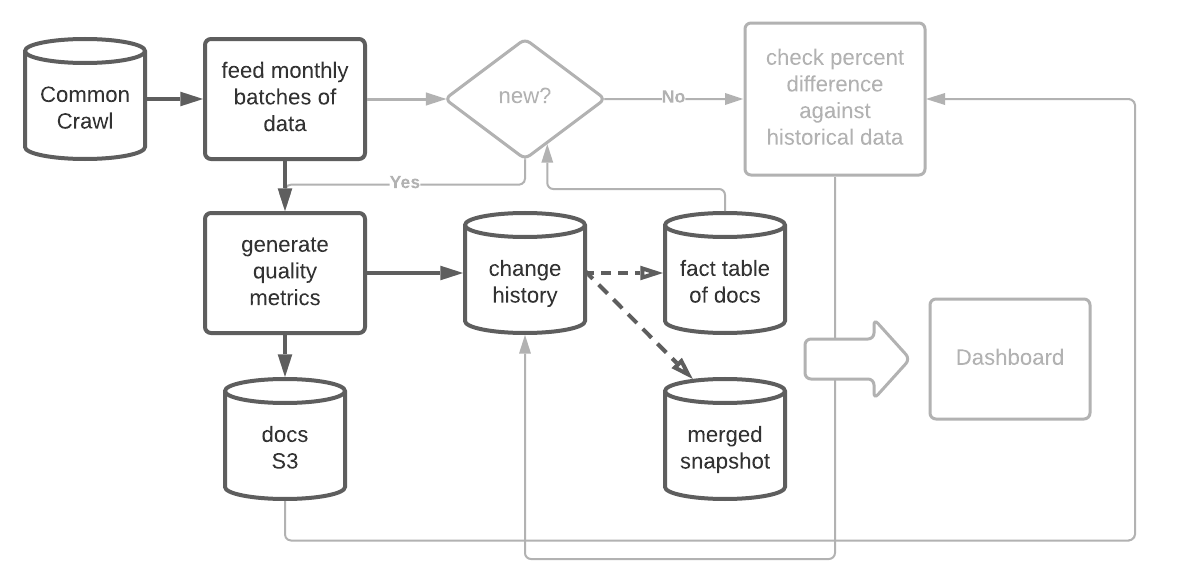 Common
Crawl
feed monthly
batches of
data
new?
No
check percent
difference
against
historical data
Yes
generate
quality
metrics
change
history
fact table
of docs
Dashboard
docs
S3
merged
snapshot